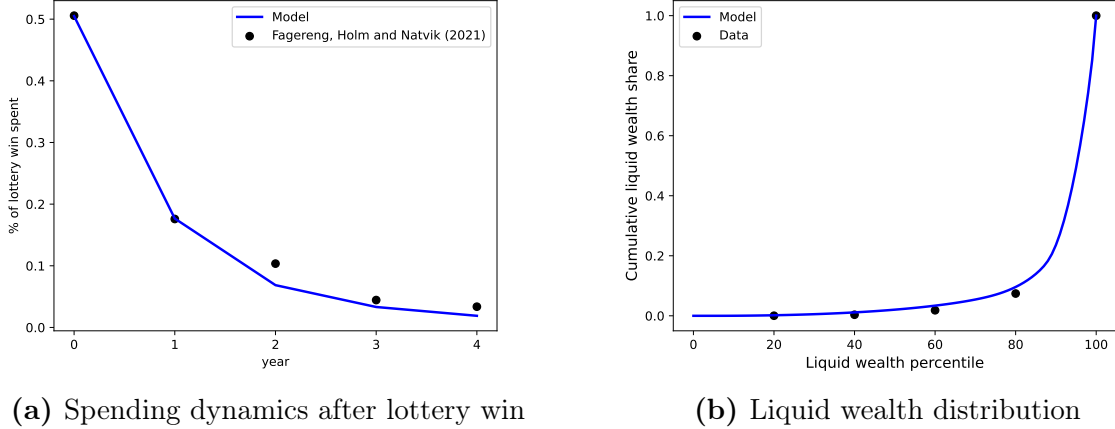 0.5
0.4
0.3
0.2
0.1
0.0
% of lottery win spent
0
1
2
3
4
year
Model
Fagereng, Holm and Natvik (2021)
(a) Spending dynamics after lottery win
1.0
0.8
0.6
0.4
0.2
0.0
Cumulative liquid wealth share
0
20
40
60
80
100
Liquid wealth percentile
Model
Data
(b) Liquid wealth distribution